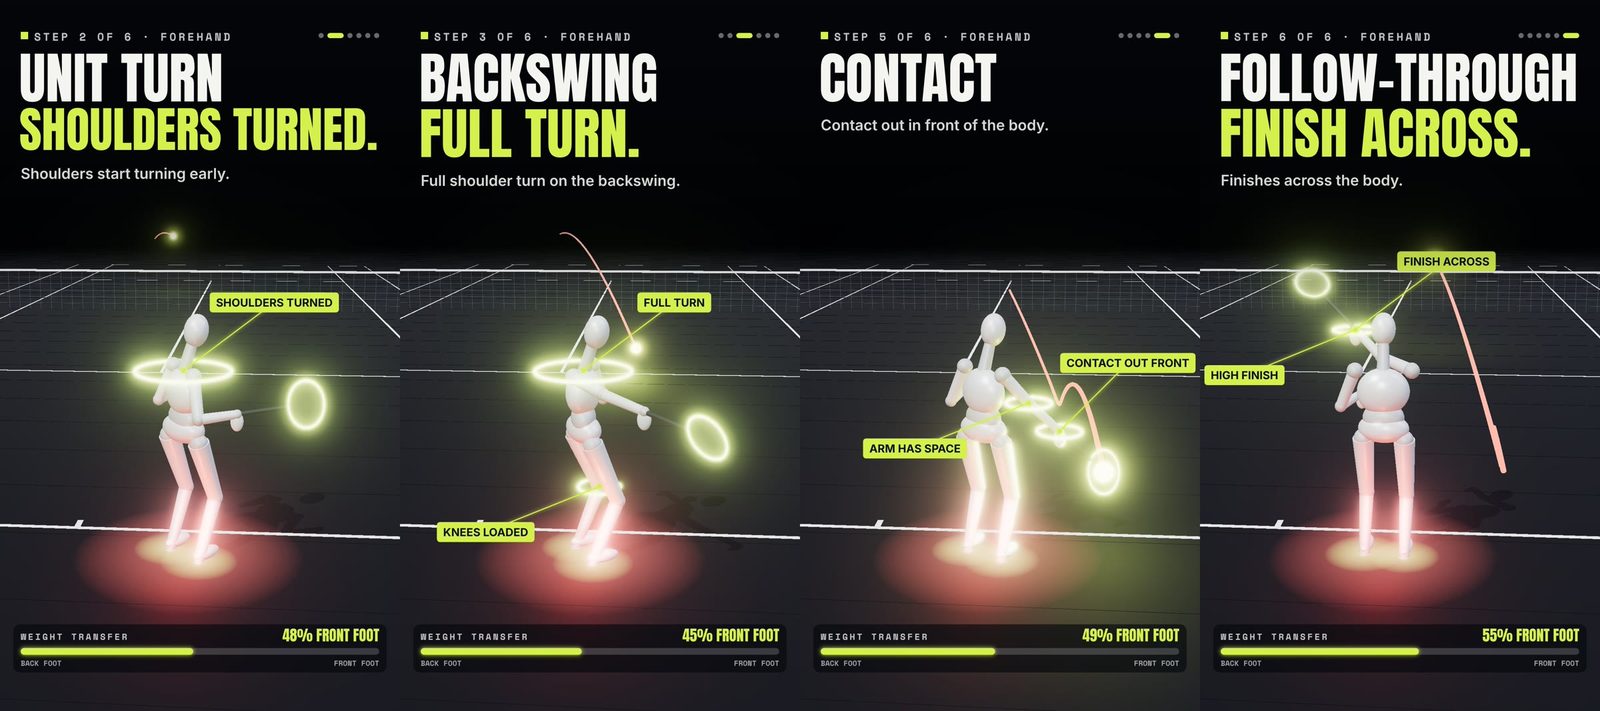 STEP 2 OF 6 · FOREHAND
UNIT TURN
SHOULDERS TURNED.
Shoulders start turning early.
SHOULDERS TURNED
WEIGHT TRANSFER
48% FRONT FOOT
BACK FOOT
FRONT FOOT
STEP 3 OF 6 · FOREHAND
BACKSWING
FULL TURN.
Full shoulder turn on the backswing.
FULL TURN
KNEES LOADED
WEIGHT TRANSFER
45% FRONT FOOT
BACK FOOT
FRONT FOOT
STEP 5 OF 6 · FOREHAND
CONTACT
Contact out in front of the body.
CONTACT OUT FRONT
ARM HAS SPACE
WEIGHT TRANSFER
49% FRONT FOOT
BACK FOOT
FRONT FOOT
STEP 6 OF 6 · FOREHAND
FOLLOW-THROUGH
FINISH ACROSS.
Finishes across the body.
FINISH ACROSS
HIGH FINISH
WEIGHT TRANSFER
55% FRONT FOOT
BACK FOOT
FRONT FOOT